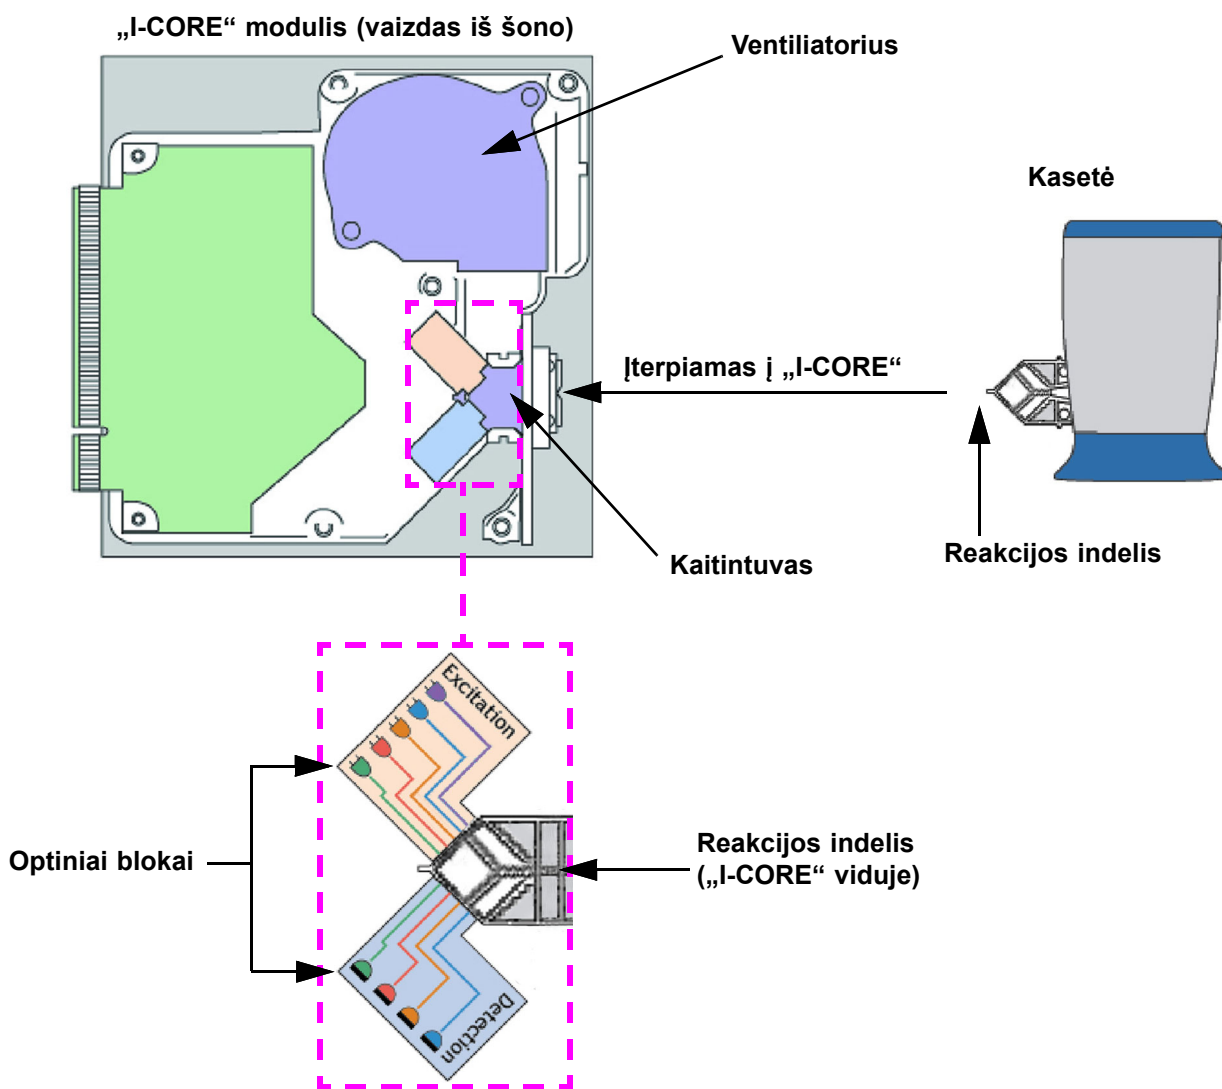 „I-CORE“ modulis (vaizdas iš šono)
Ventiliatorius
Kasetė
Įterpiamas į „I-CORE“
Reakcijos indelis
Kaitintuvas
Excitation
Optiniai blokai
Reakcijos indelis
(„I-CORE“ viduje)
Detection